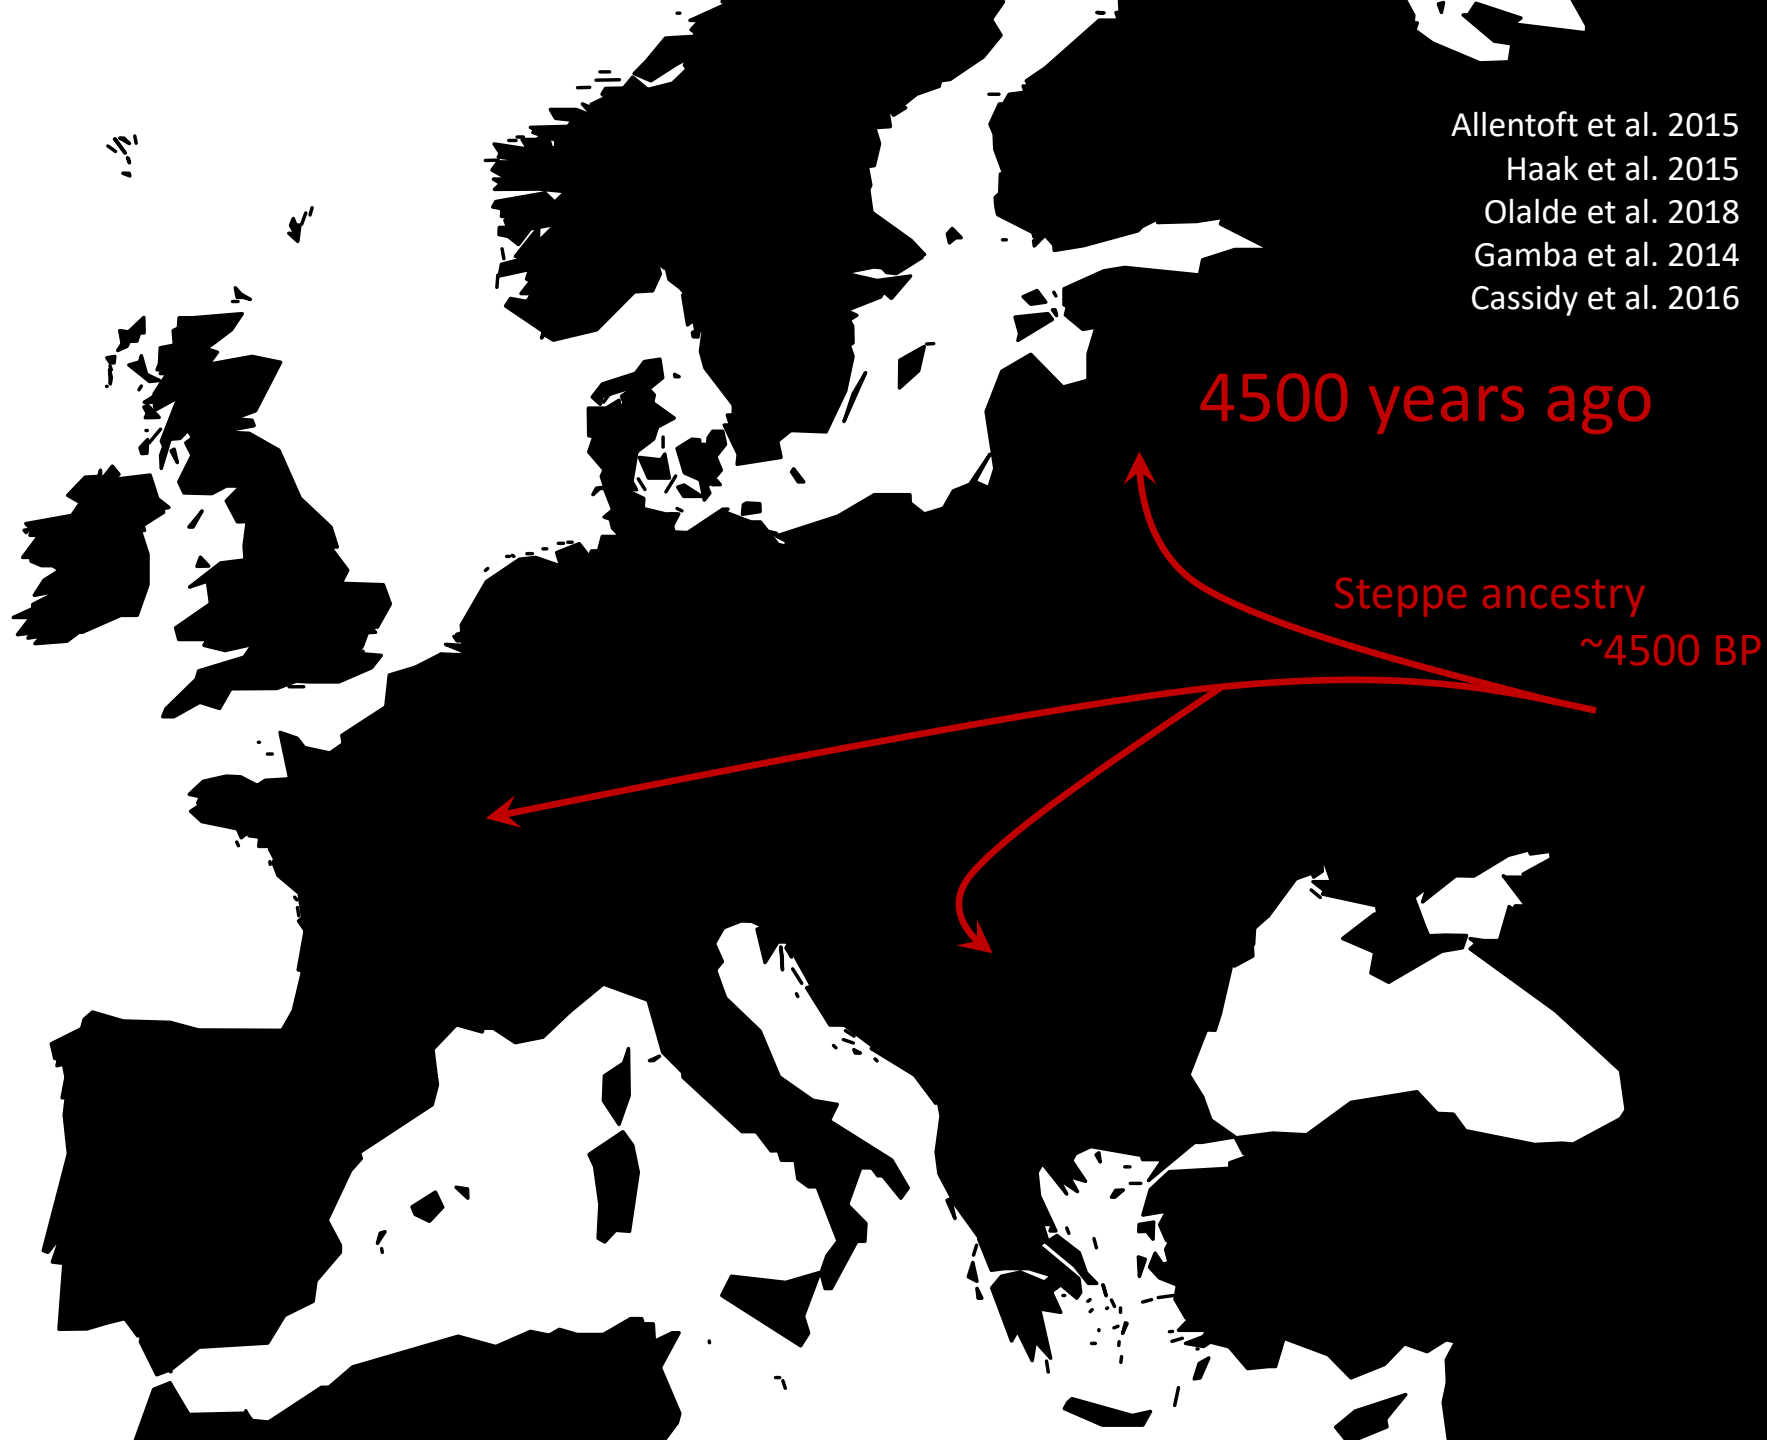 Allentoft et al. 2015
Haak et al. 2015
Olalde et al. 2018
Gamba et al. 2014
Cassidy et al. 2016
4500 years ago
Steppe ancestry
~4500 BP